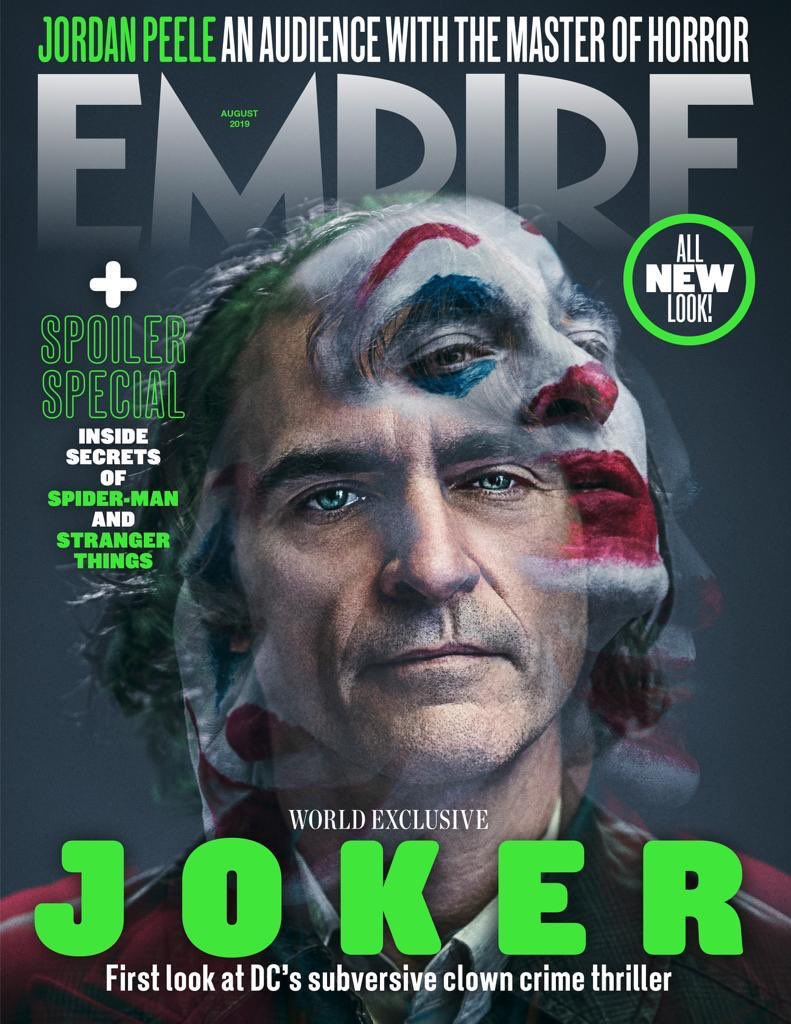 JORDAN PEELE AN AUDIENCE WITH THE MASTER OF HORROR
EMPIRE
AUGUST
2019
ALL
NEW
LOOK!
+
SPOILER
SPECIAL
INSIDE
SECRETS
OF
SPIDER-MAN
AND
STRANGER
THINGS
WORLD EXCLUSIVE
JOKER
First look at DC's subversive clown crime thriller